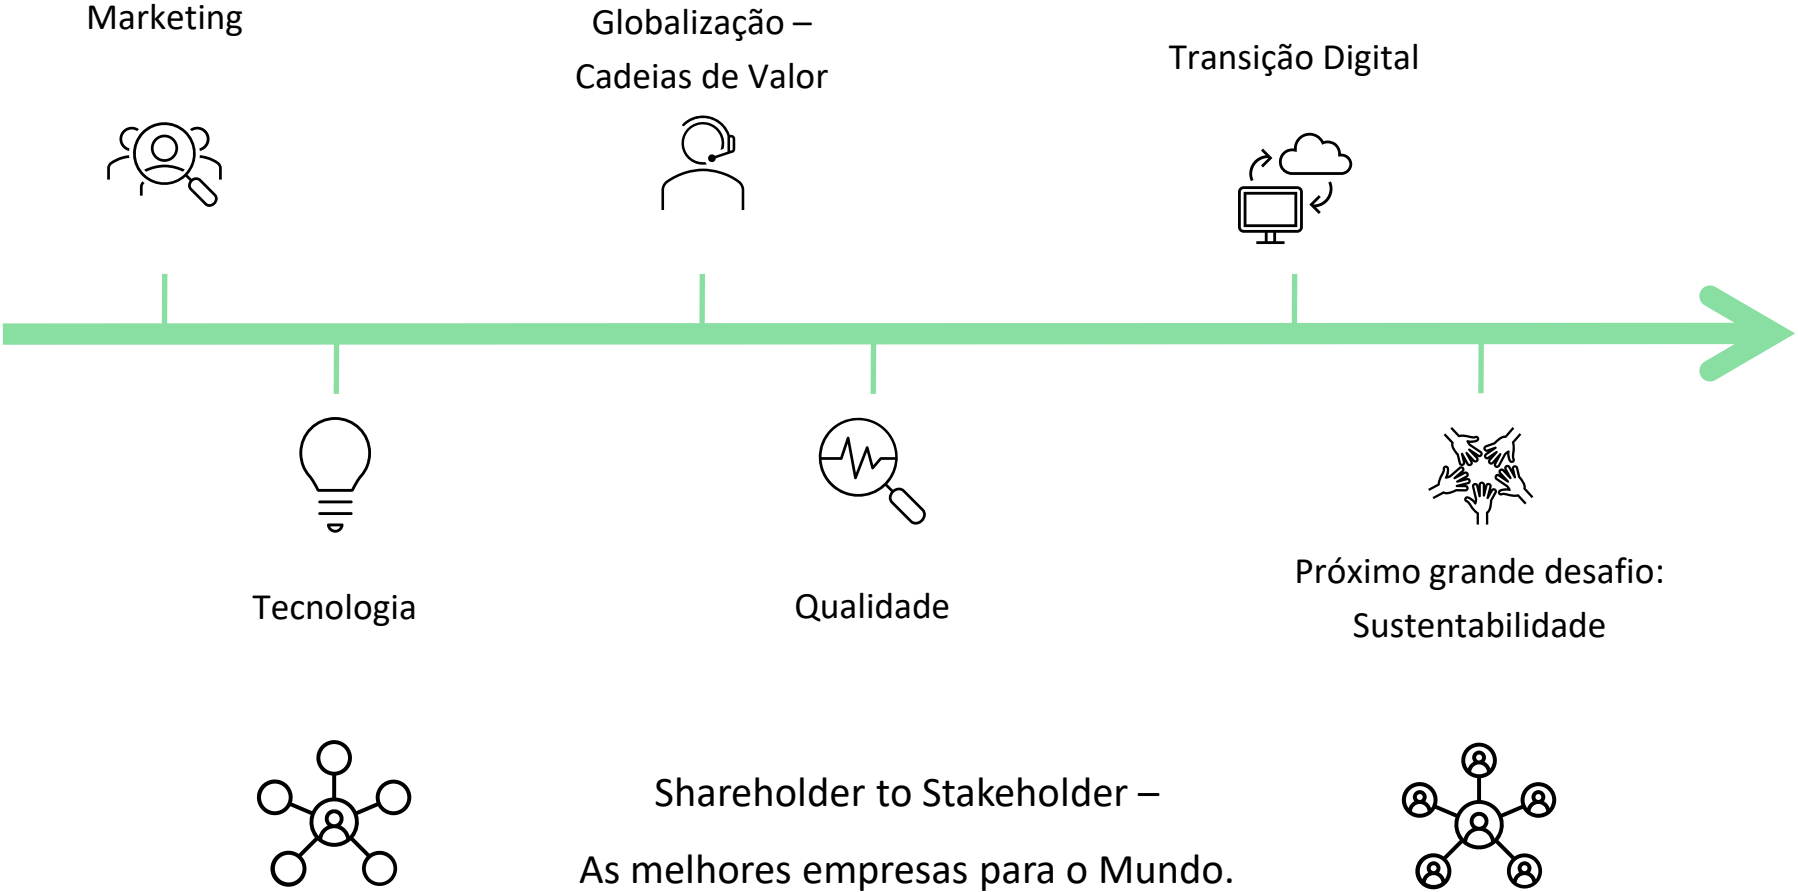 Marketing
Globalização –
Cadeias de Valor
Transição Digital
Tecnologia
Qualidade
Próximo grande desafio:
Sustentabilidade
Shareholder to Stakeholder –
As melhores empresas para o Mundo.